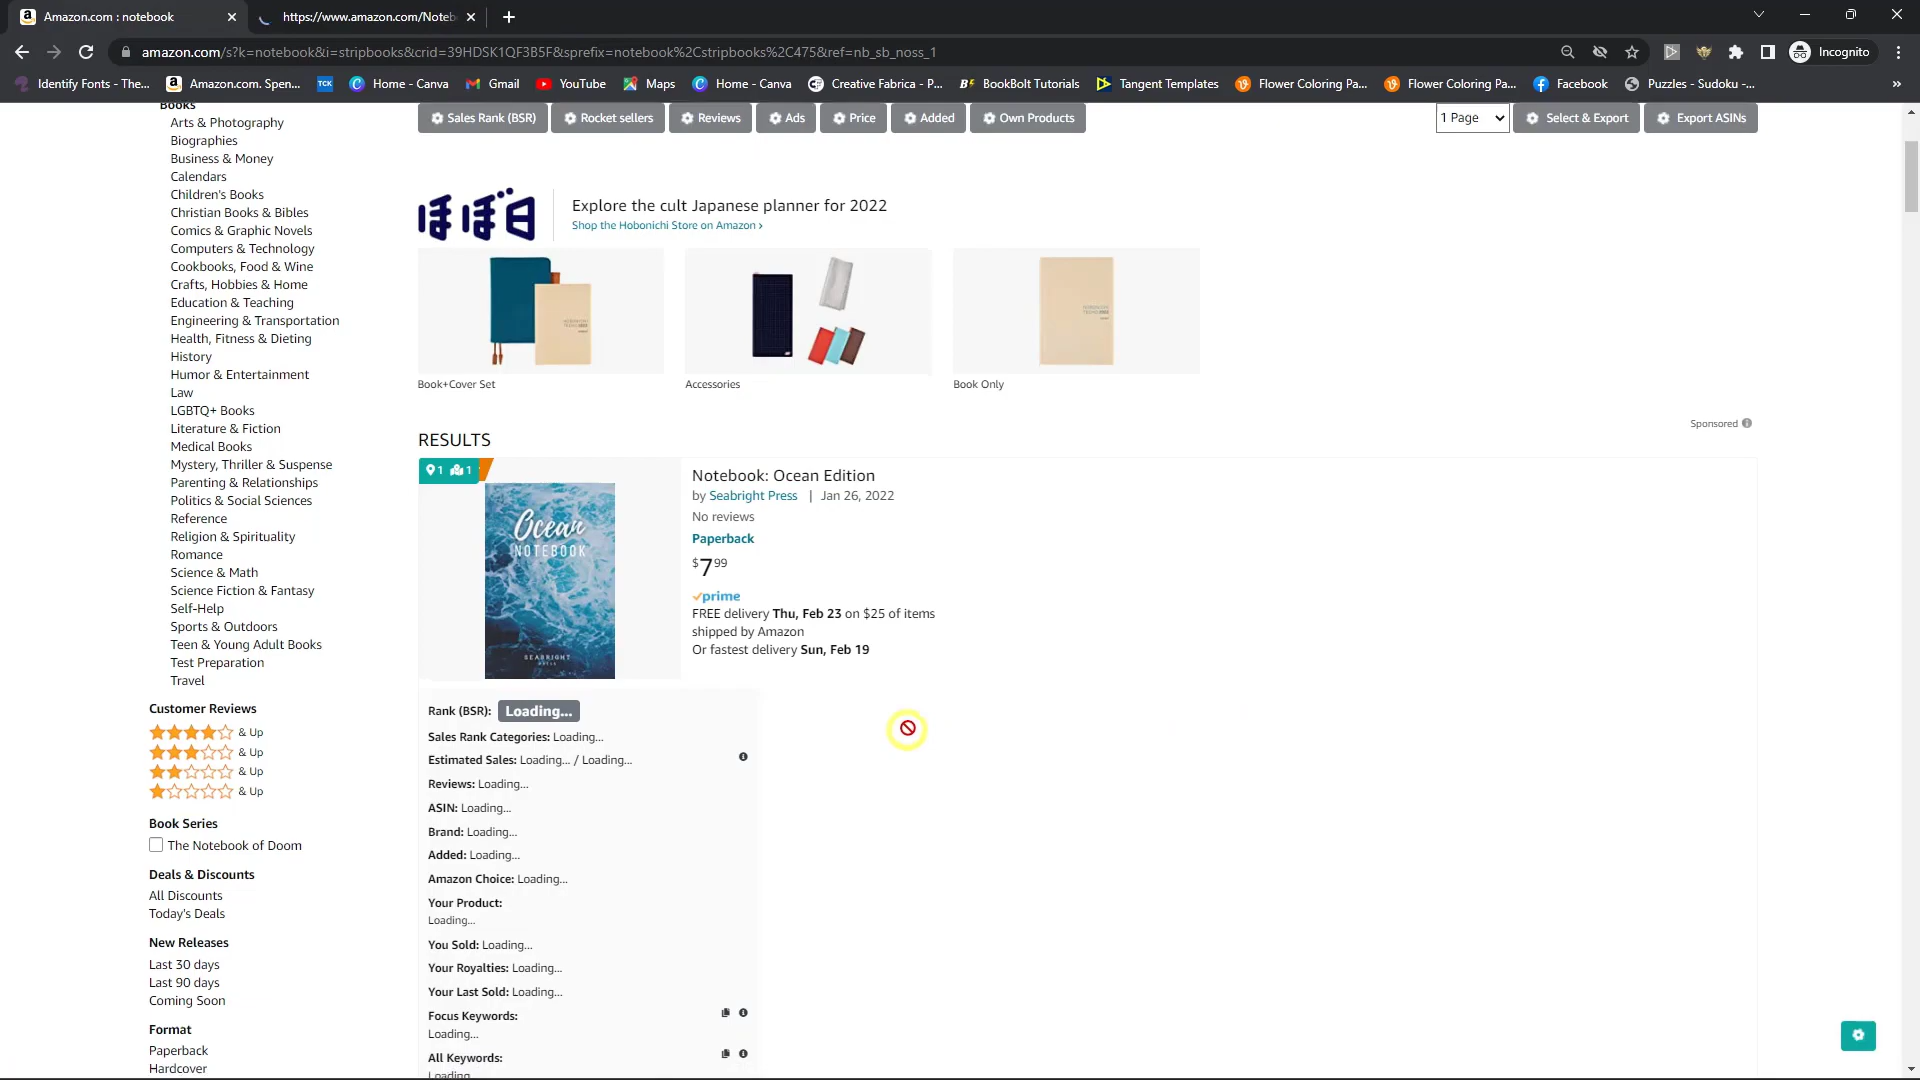 Amazon.com : notebook
https://www.amazon.com/Noteb
amazon.com/s?k=notebook&i=stripbooks&crid=39HDSK1QF3B5F&sprefix=notebook%2Cstripbooks%2C475&ref=nb_sb_noss_1
Incognito
Identify Fonts - The...
Amazon.com. Spen...
TCK
Home - Canva
Gmail
YouTube
Maps
Home - Canva
Creative Fabrica - P...
BookBolt Tutorials
Tangent Templates
Flower Coloring Pa...
Flower Coloring Pa...
Facebook
Puzzles - Sudoku -...
Books
Arts & Photography
Biographies
Business & Money
Calendars
Children's Books
Christian Books & Bibles
Comics & Graphic Novels
Computers & Technology
Cookbooks, Food & Wine
Crafts, Hobbies & Home
Education & Teaching
Engineering & Transportation
Health, Fitness & Dieting
History
Humor & Entertainment
Law
LGBTQ+ Books
Literature & Fiction
Medical Books
Mystery, Thriller & Suspense
Parenting & Relationships
Politics & Social Sciences
Reference
Religion & Spirituality
Romance
Science & Math
Science Fiction & Fantasy
Self-Help
Sports & Outdoors
Teen & Young Adult Books
Test Preparation
Travel
Customer Reviews
& Up
& Up
& Up
& Up
Book Series
The Notebook of Doom
Deals & Discounts
All Discounts
Today's Deals
New Releases
Last 30 days
Last 90 days
Coming Soon
Format
Paperback
Hardcover
Sales Rank (BSR)
Rocket sellers
Reviews
Ads
Price
Added
Own Products
1 Page
Select & Export
Export ASINs
ほぼ日
Explore the cult Japanese planner for 2022
Shop the Hobonichi Store on Amazon ›
Book+Cover Set
Accessories
Book Only
Sponsored
RESULTS
1 1
Ocean
NOTEBOOK
SEABRIGHT
PRESS
Notebook: Ocean Edition
by Seabright Press | Jan 26, 2022
No reviews
Paperback
$7 99
prime
FREE delivery Thu, Feb 23 on $25 of items
shipped by Amazon
Or fastest delivery Sun, Feb 19
Rank (BSR): Loading...
Sales Rank Categories: Loading...
Estimated Sales: Loading... / Loading...
Reviews: Loading...
ASIN: Loading...
Brand: Loading...
Added: Loading...
Amazon Choice: Loading...
Your Product:
Loading...
You Sold: Loading...
Your Royalties: Loading...
Your Last Sold: Loading...
Focus Keywords:
Loading...
All Keywords:
Loading...